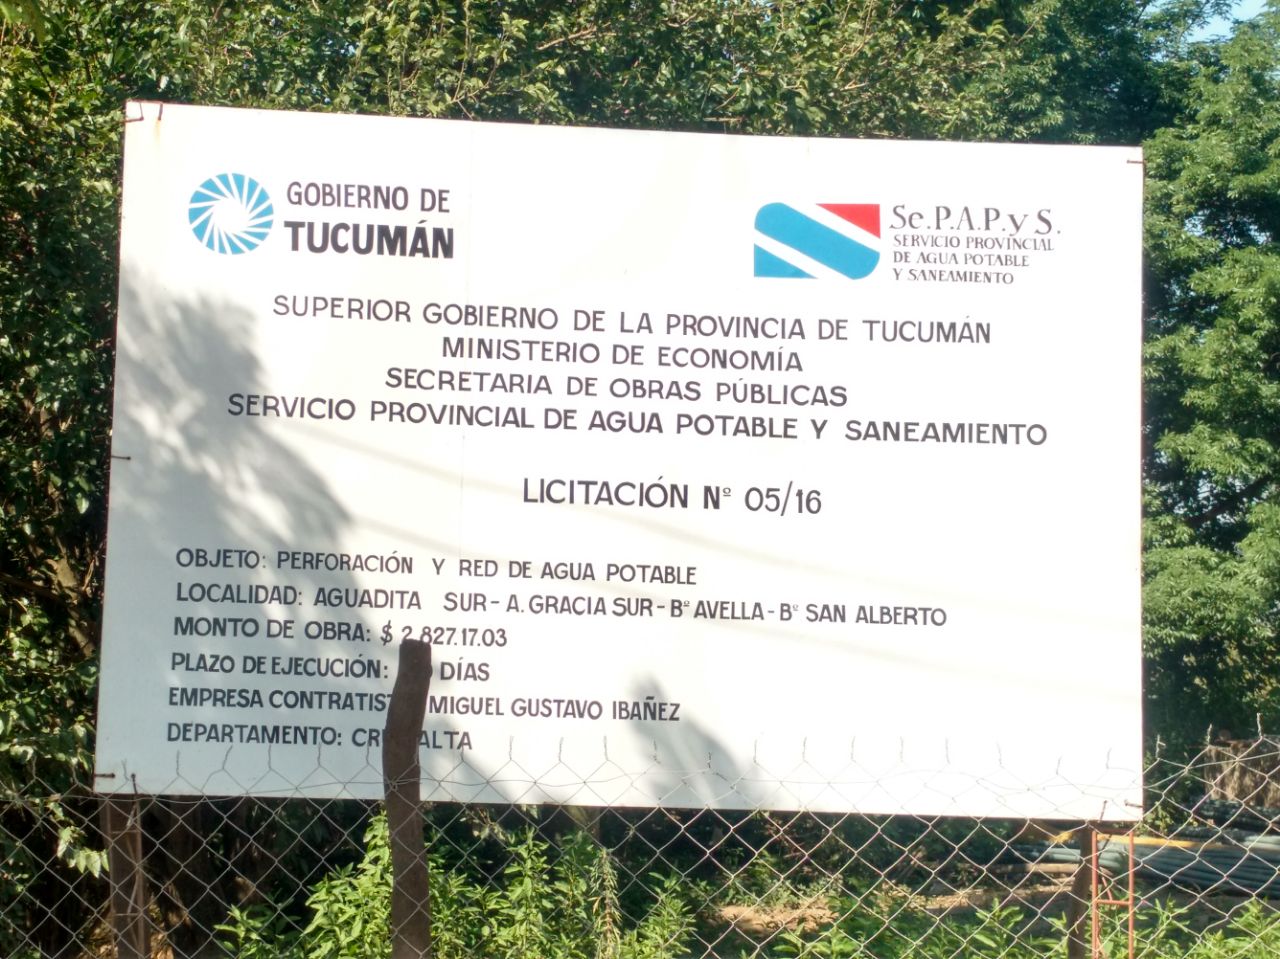 GOBIERNO DE
TUCUMÁN
Se.P.A.P.y S.
SERVICIO PROVINCIAL
DE AGUA POTABLE
Y SANEAMIENTO
SUPERIOR GOBIERNO DE LA PROVINCIA DE TUCUMÁN
MINISTERIO DE ECONOMÍA
SECRETARIA DE OBRAS PÚBLICAS
SERVICIO PROVINCIAL DE AGUA POTABLE Y SANEAMIENTO
LICITACIÓN Nº 05/16
OBJETO: PERFORACIÓN Y RED DE AGUA POTABLE
LOCALIDAD: AGUADITA SUR - A. GRACIA SUR - Bº AVELLA - Bº SAN ALBERTO
MONTO DE OBRA: $ 2.827.17.03
PLAZO DE EJECUCIÓN: DÍAS
EMPRESA CONTRATIST MIGUEL GUSTAVO IBAÑEZ
DEPARTAMENTO: CR ALTA